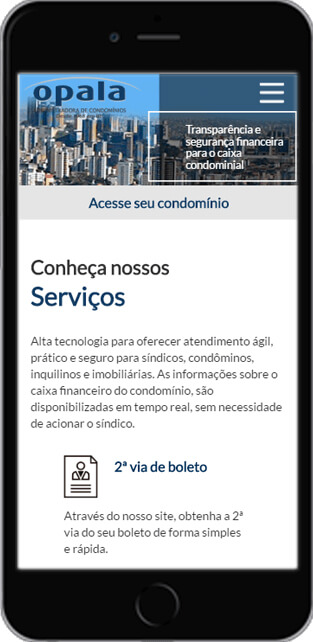 opala
ADMINISTRADORA DE CONDOMÍNIOS
Transparência e
segurança financeira
para o caixa
condominial
Acesse seu condomínio
Conheça nossos
Serviços
Alta tecnologia para oferecer atendimento ágil,
prático e seguro para síndicos, condôminos,
inquilinos e imobiliárias. As informações sobre o
caixa financeiro do condomínio, são
disponibilizadas em tempo real, sem necessidade
de acionar o síndico.
2ª via de boleto
Através do nosso site, obtenha a 2ª
via do seu boleto de forma simples
e rápida.